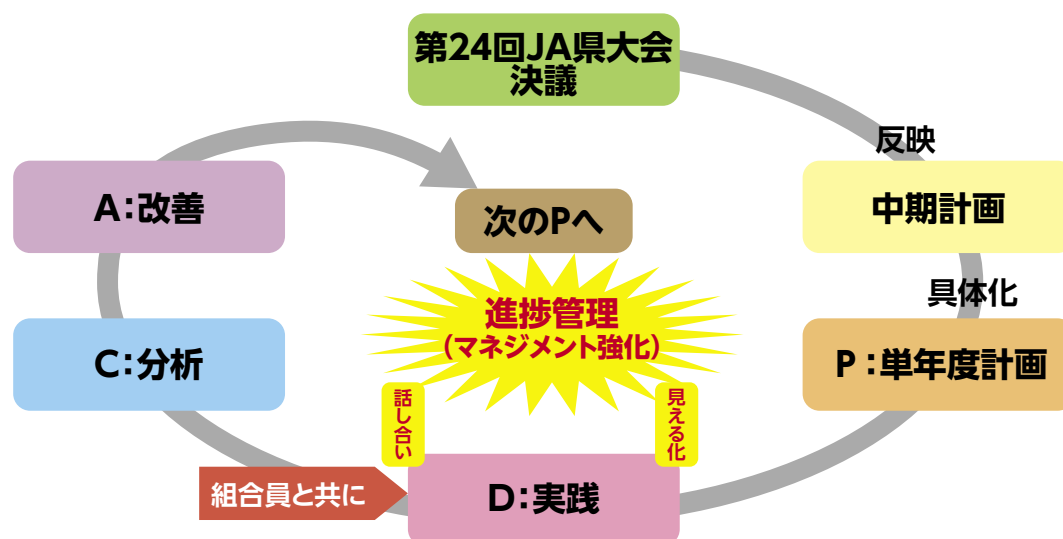 第24回JA県大会
決議
反映
中期計画
具体化
P：単年度計画
D：実践
組合員と共に
C：分析
A：改善
次のPへ
進捗管理
（マネジメント強化）
話し合い
見える化